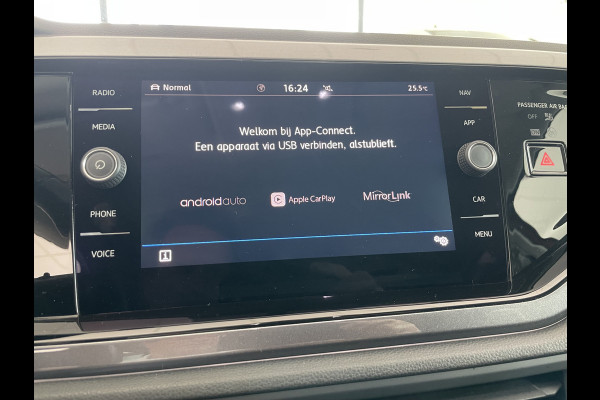 RADIO
MEDIA
PHONE
VOICE
Normal
16:24
25.5°C
Welkom bij App-Connect.
Een apparaat via USB verbinden, alstublieft.
androidauto
Apple CarPlay
MirrorLink
NAV
APP
CAR
MENU
PASSENGER AIR BAG
OFF